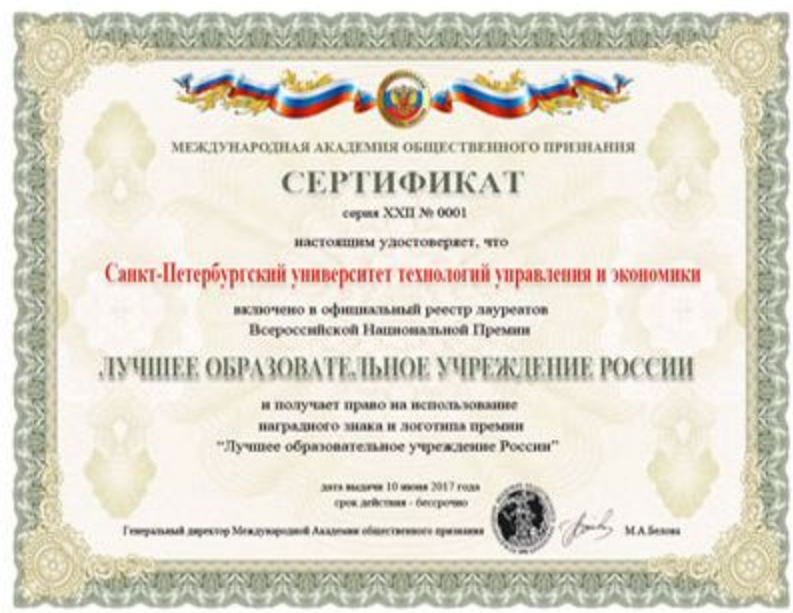 МЕЖДУНАРОДНАЯ АКАДЕМИЯ ОБЩЕСТВЕННОГО ПРИЗНАНИЯ
СЕРТИФИКАТ
серия XXII № 0001
настоящим удостоверяет, что
Санкт-Петербургский университет технологий управления и экономики
включено в официальный реестр лауреатов
Всероссийской Национальной Премии
ЛУЧШЕЕ ОБРАЗОВАТЕЛЬНОЕ УЧРЕЖДЕНИЕ РОССИИ
и получает право на использование
наградного знака и логотипа премии
“Лучшее образовательное учреждение России”
дата выдачи 10 июня 2017 года
срок действия - бессрочно
Генеральный директор Международной Академии общественного признания М.А.Белова